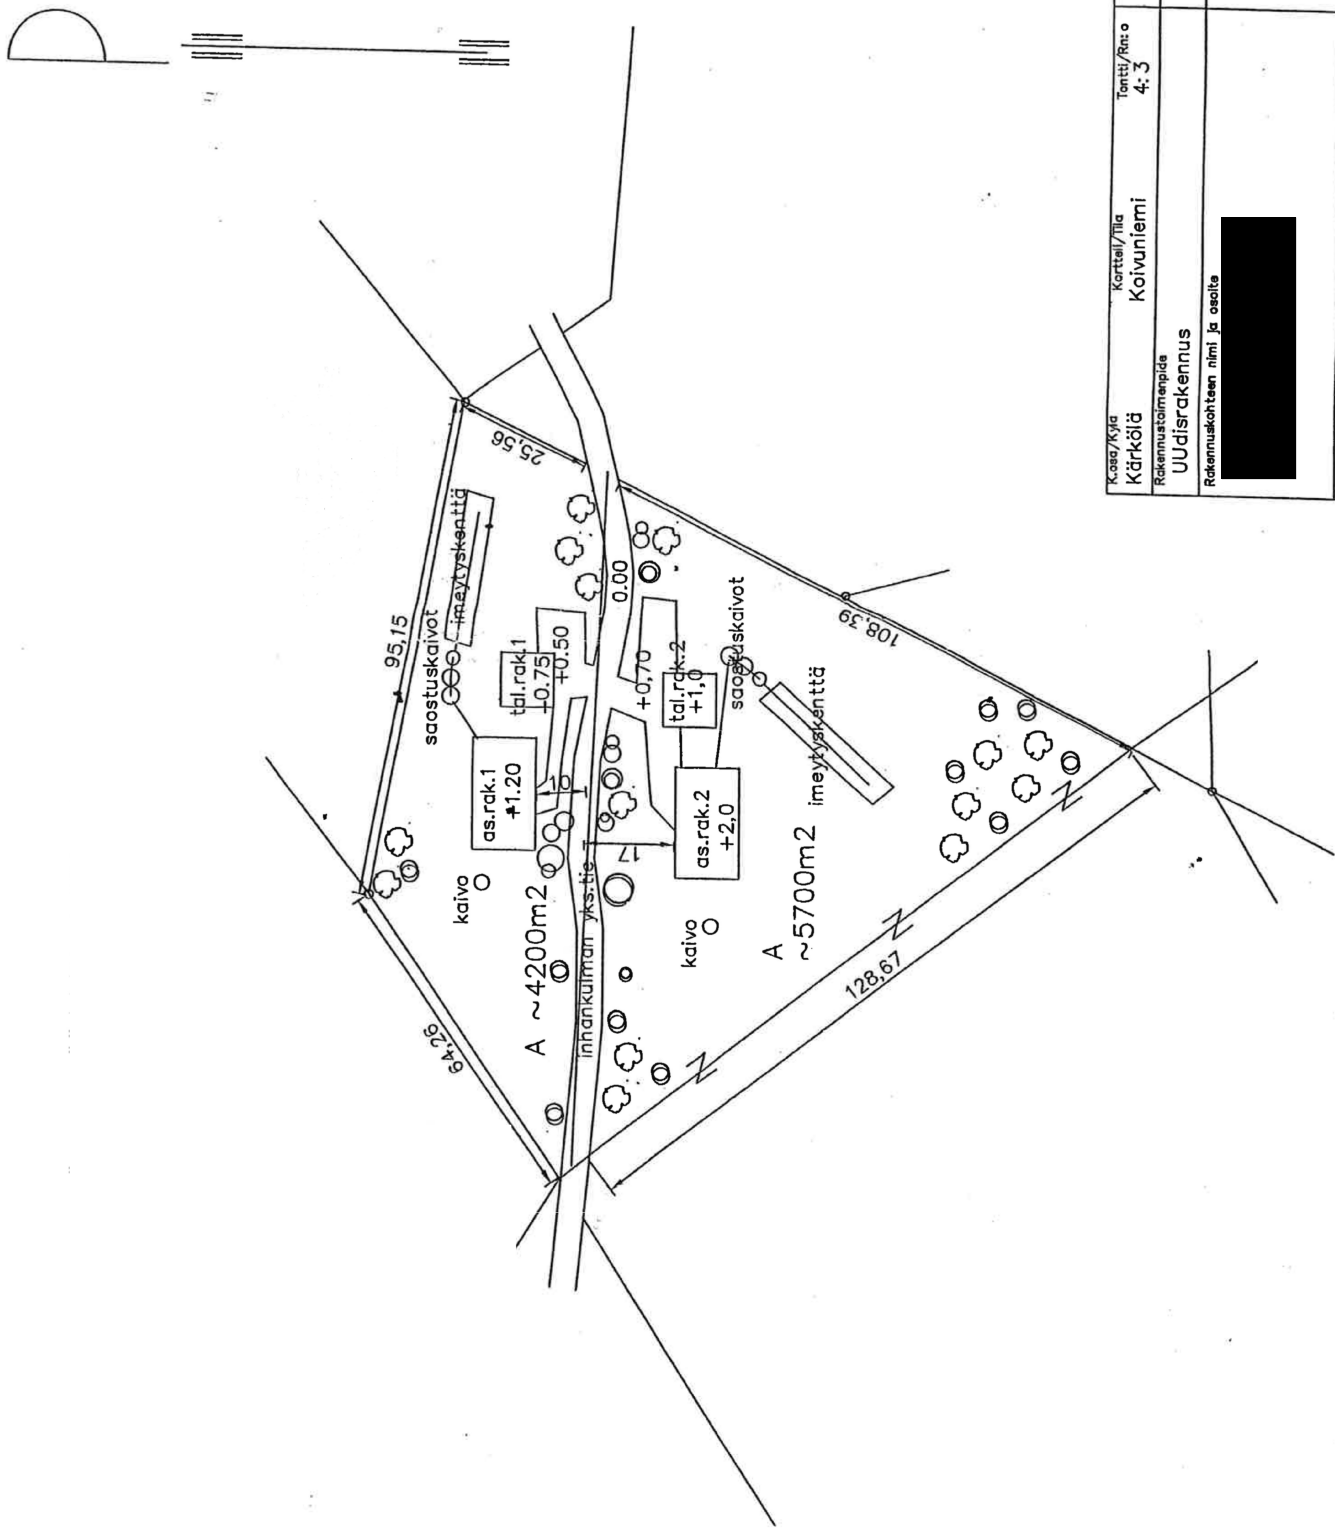 95,15
25,56
saostuskaivot
imeytyskenttä
tal.rak.1
+0.75
+0.50
0.00
as.rak.1
+1.20
10
kaivo
64,26
A ~4200m2
inhankulman yks.tie
17
+0,70
tal.rak.2
+1,0
saostuskaivot
as.rak.2
+2,0
imeytyskenttä
kaivo
A
~5700m2
108,39
128,67
K.osa/Kylä
Kärkölä
Kortteli/Tila
Koivuniemi
Tontti/Rn:o
4: 3
Rakennustoimenpide
UUdisrakennus
Rakennuskohteen nimi ja osoite